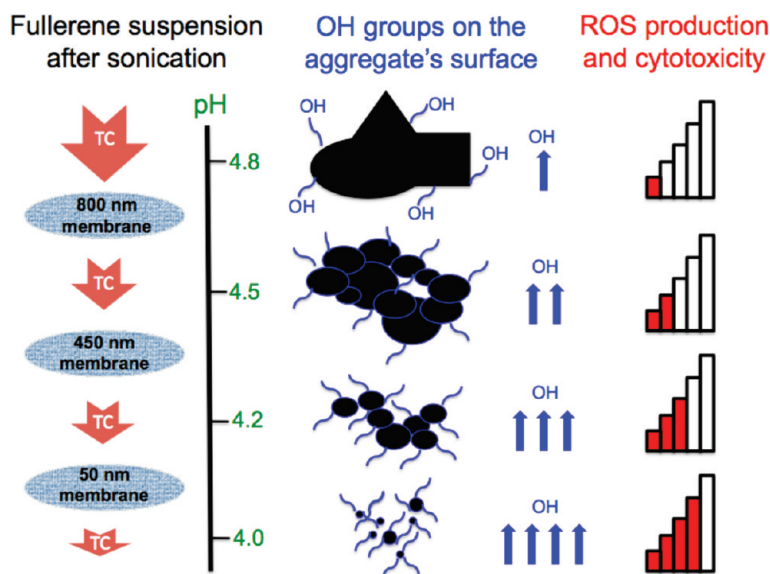 Fullerene suspension
after sonication
OH groups on the
aggregate's surface
ROS production
and cytotoxicity
pH
TC
4.8
OH
OH
OH
OH
OH
OH
800 nm
membrane
TC
4.5
OH
450 nm
membrane
TC
4.2
OH
50 nm
membrane
TC
4.0
OH